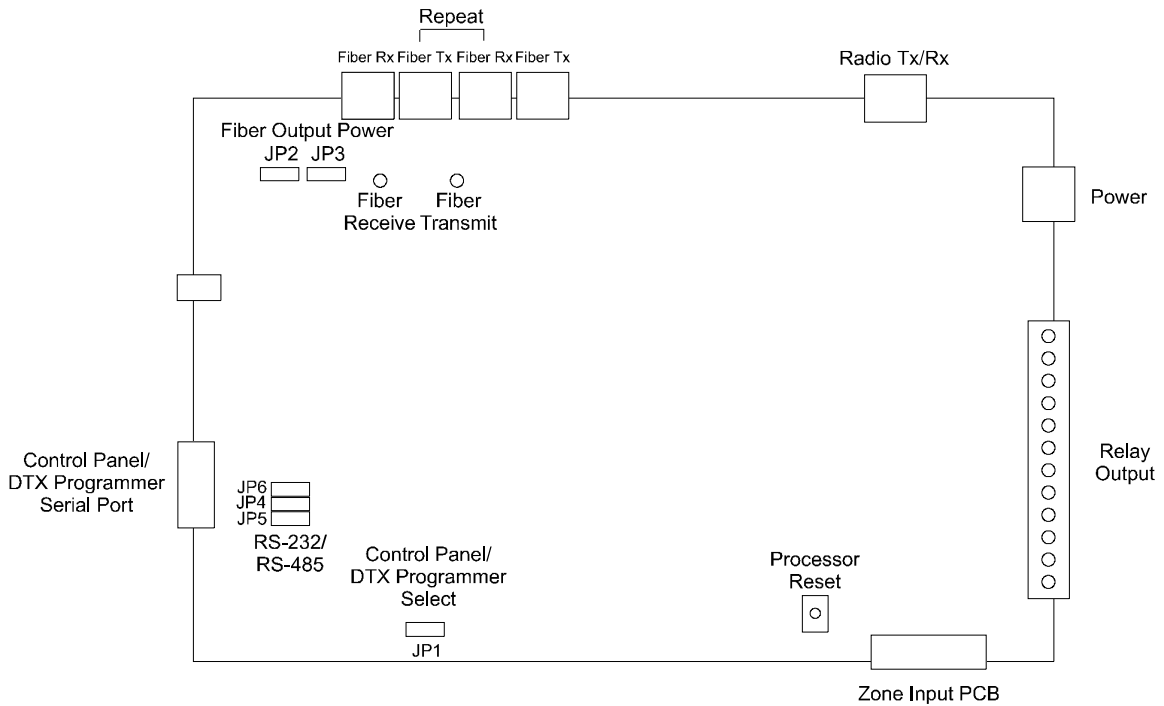 Repeat
Fiber Rx Fiber Tx Fiber Rx Fiber Tx
Radio Tx/Rx
Fiber Output Power
JP2 JP3
Fiber
Receive
Fiber
Transmit
Power
Control Panel/
DTX Programmer
Serial Port
JP6
JP4
JP5
RS-232/
RS-485
Control Panel/
DTX Programmer
Select
JP1
Processor
Reset
Relay
Output
Zone Input PCB